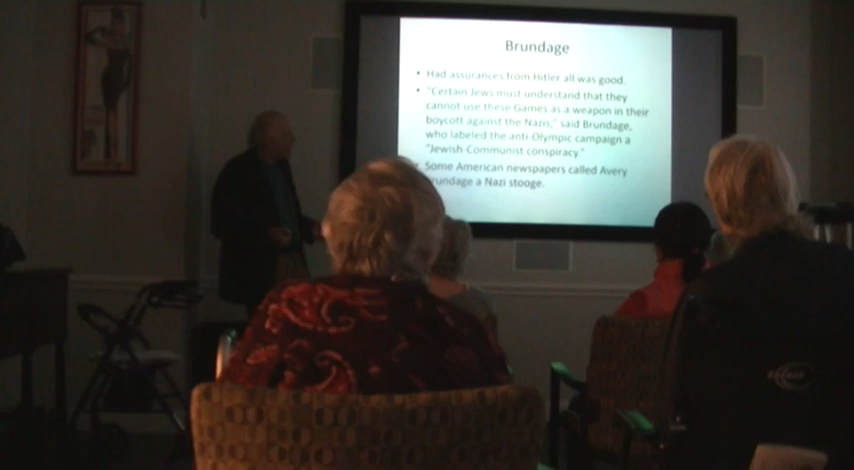 Brundage
• Had assurances from Hitler all was good.
• "Certain Jews must understand that they
cannot use these Games as a weapon in their
boycott against the Nazis," said Brundage,
who labeled the anti-Olympic campaign a
"Jewish-Communist conspiracy."
Some American newspapers called Avery
rundage a Nazi stooge.